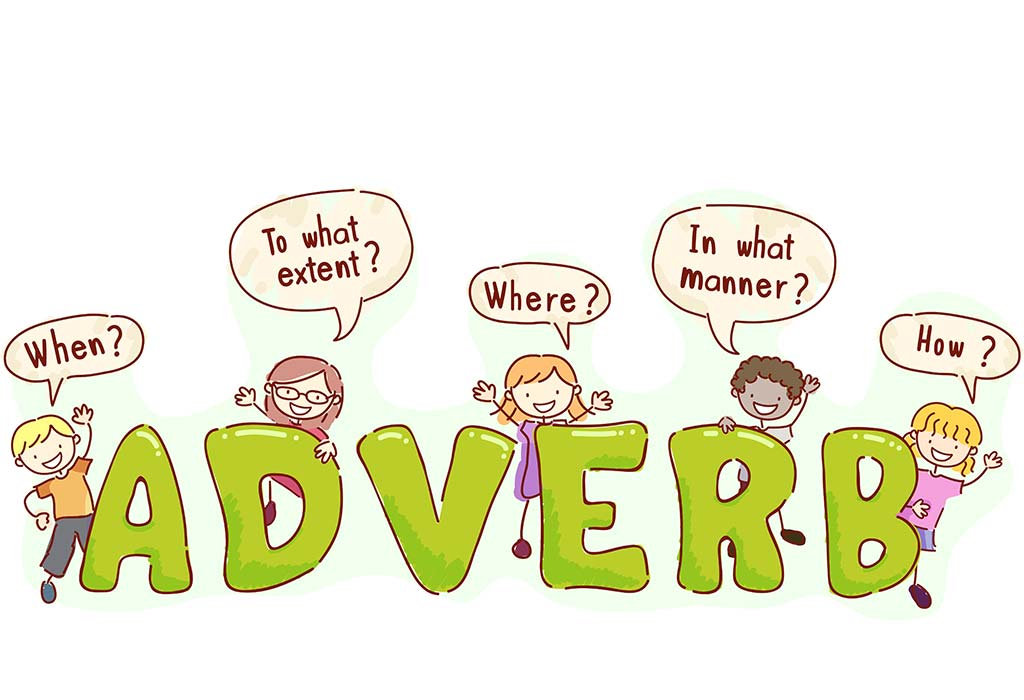 When?
To what
extent?
Where?
In what
manner?
How ?
ADVERB